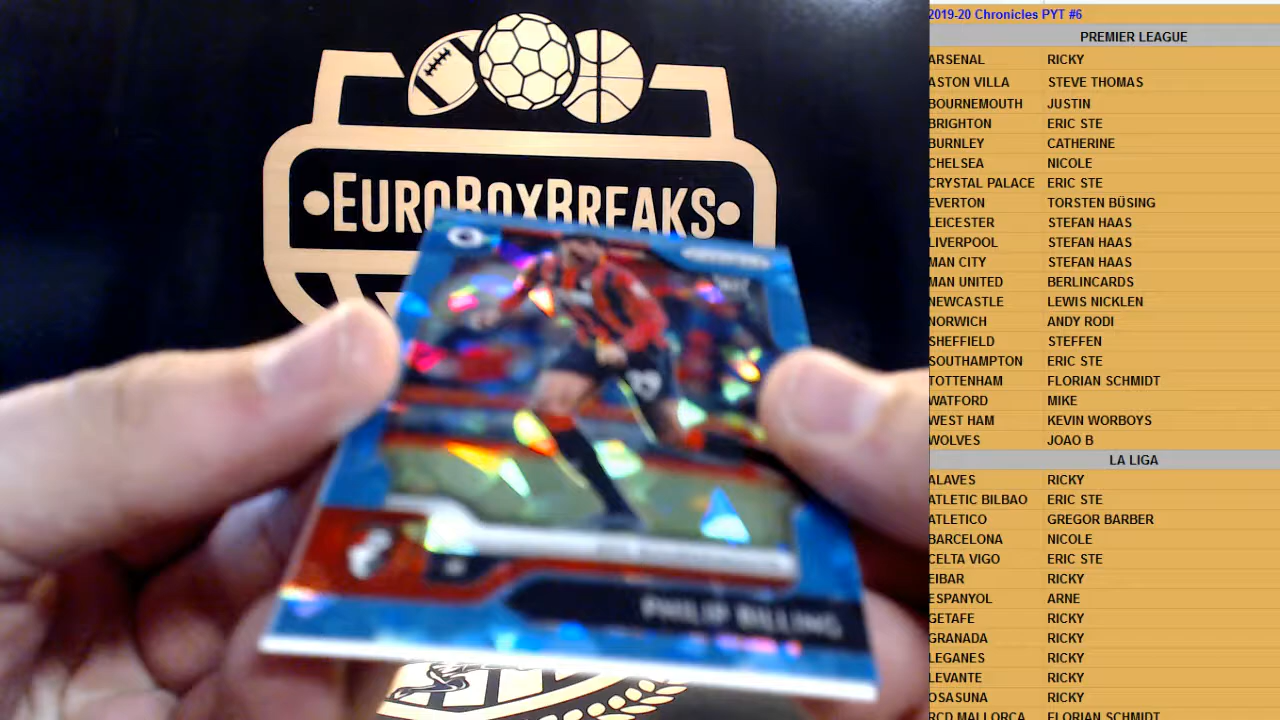 EUROBOXBREAKS
29
PHILIP BILLING
2019-20 Chronicles PYT #6
PREMIER LEAGUE
ARSENAL RICKY
ASTON VILLA STEVE THOMAS
BOURNEMOUTH JUSTIN
BRIGHTON ERIC STE
BURNLEY CATHERINE
CHELSEA NICOLE
CRYSTAL PALACE ERIC STE
EVERTON TORSTEN BÜSING
LEICESTER STEFAN HAAS
LIVERPOOL STEFAN HAAS
MAN CITY STEFAN HAAS
MAN UNITED BERLINCARDS
NEWCASTLE LEWIS NICKLEN
NORWICH ANDY RODI
SHEFFIELD STEFFEN
SOUTHAMPTON ERIC STE
TOTTENHAM FLORIAN SCHMIDT
WATFORD MIKE
WEST HAM KEVIN WORBOYS
WOLVES JOAO B
LA LIGA
ALAVES RICKY
ATLETIC BILBAO ERIC STE
ATLETICO GREGOR BARBER
BARCELONA NICOLE
CELTA VIGO ERIC STE
EIBAR RICKY
ESPANYOL ARNE
GETAFE RICKY
GRANADA RICKY
LEGANES RICKY
LEVANTE RICKY
OSASUNA RICKY
RCD MALLORCA FLORIAN SCHMIDT